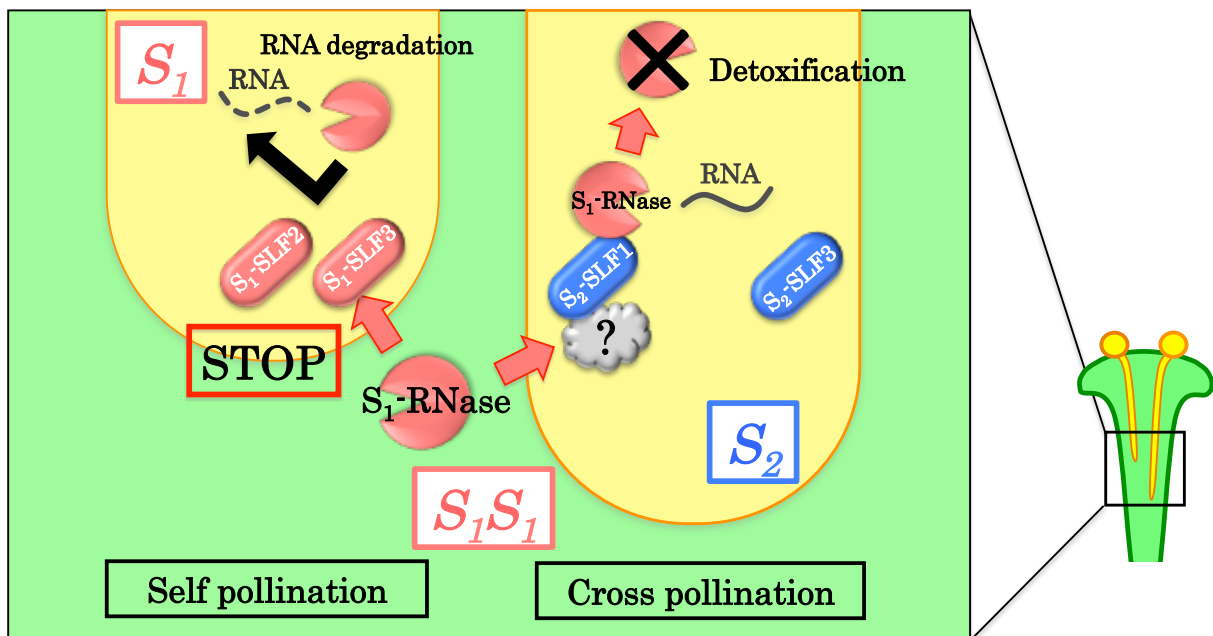 S1
RNA degradation
RNA
S1-SLF2
S1-SLF3
STOP
S1-RNase
S1S1
Self pollination
Detoxification
S1-RNase
RNA
S2-SLF1
S2-SLF3
?
S2
Cross pollination